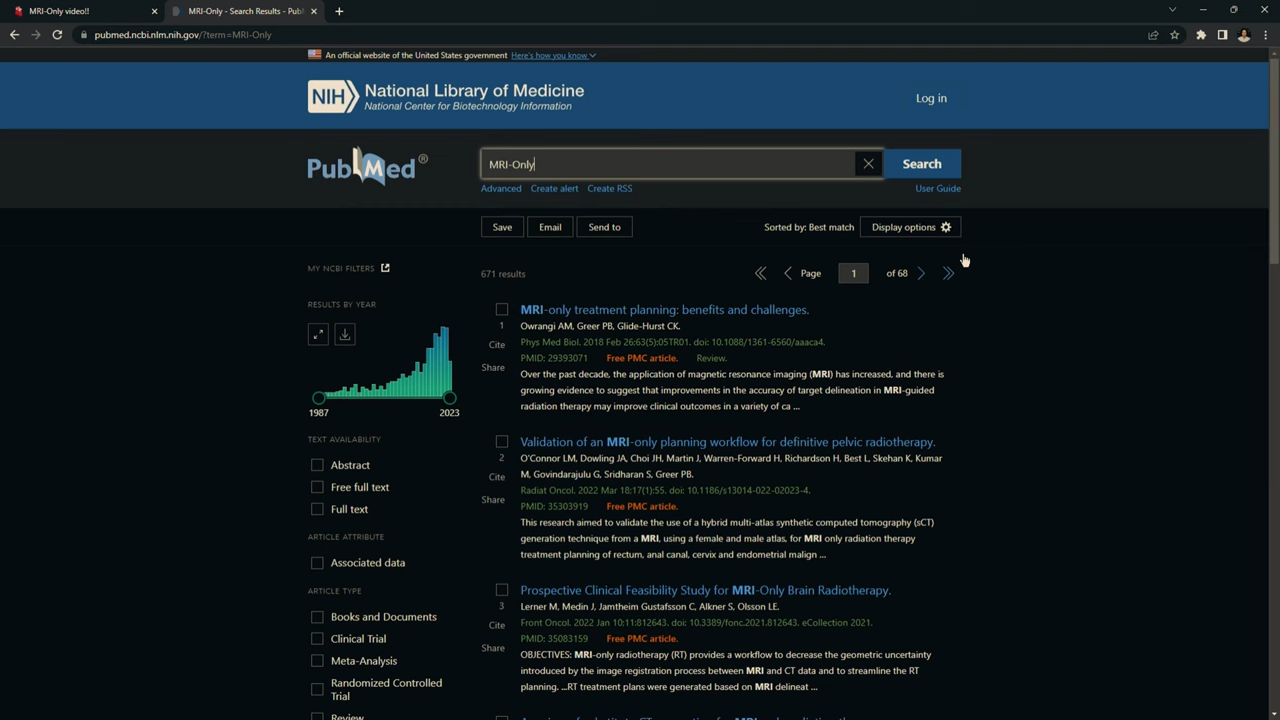 MRI-Only video!!
MRI-Only - Search Results - Pub
pubmed.ncbi.nlm.nih.gov/?term=MRI-Only
An official website of the United States government Here's how you know
NIH National Library of Medicine
National Center for Biotechnology Information
Log in
PubMed®
MRI-Only
Search
Advanced Create alert Create RSS
User Guide
Save Email Send to
Sorted by: Best match Display options
MY NCBI FILTERS
671 results
Page 1 of 68
RESULTS BY YEAR
1987 2023
TEXT AVAILABILITY
Abstract
Free full text
Full text
ARTICLE ATTRIBUTE
Associated data
ARTICLE TYPE
Books and Documents
Clinical Trial
Meta-Analysis
Randomized Controlled
Trial
Review
MRI-only treatment planning: benefits and challenges.
1 Owrangi AM, Greer PB, Glide-Hurst CK.
Cite Phys Med Biol. 2018 Feb 26;63(5):05TR01. doi: 10.1088/1361-6560/aaaca4.
PMID: 29393071 Free PMC article. Review.
Share
Over the past decade, the application of magnetic resonance imaging (MRI) has increased, and there is
growing evidence to suggest that improvements in the accuracy of target delineation in MRI-guided
radiation therapy may improve clinical outcomes in a variety of ca ...
Validation of an MRI-only planning workflow for definitive pelvic radiotherapy.
2 O'Connor LM, Dowling JA, Choi JH, Martin J, Warren-Forward H, Richardson H, Best L, Skehan K, Kumar
Cite M, Govindarajulu G, Sridharan S, Greer PB.
Radiat Oncol. 2022 Mar 18;17(1):55. doi: 10.1186/s13014-022-02023-4.
Share
PMID: 35303919 Free PMC article.
This research aimed to validate the use of a hybrid multi-atlas synthetic computed tomography (sCT)
generation technique from a MRI, using a female and male atlas, for MRI only radiation therapy
treatment planning of rectum, anal canal, cervix and endometrial malign ...
Prospective Clinical Feasibility Study for MRI-Only Brain Radiotherapy.
3 Lerner M, Medin J, Jamtheim Gustafsson C, Alkner S, Olsson LE.
Cite Front Oncol. 2022 Jan 10;11:812643. doi: 10.3389/fonc.2021.812643. eCollection 2021.
PMID: 35083159 Free PMC article.
Share
OBJECTIVES: MRI-only radiotherapy (RT) provides a workflow to decrease the geometric uncertainty
introduced by the image registration process between MRI and CT data and to streamline the RT
planning. ...RT treatment plans were generated based on MRI delineat ...